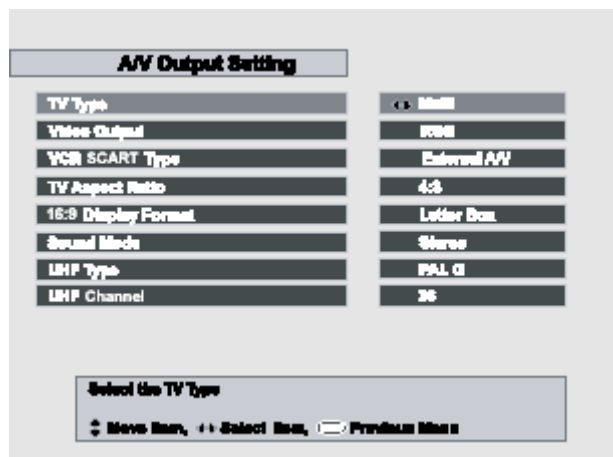 A/V Output Setting
TV Type Multi
Video Output RGB
VCR SCART Type External A/V
TV Aspect Ratio 4:3
16:9 Display Format Letter Box
Sound Mode Stereo
UHF Type PAL G
UHF Channel
Select the TV Type
Move Item, Select Item, Previous Menu